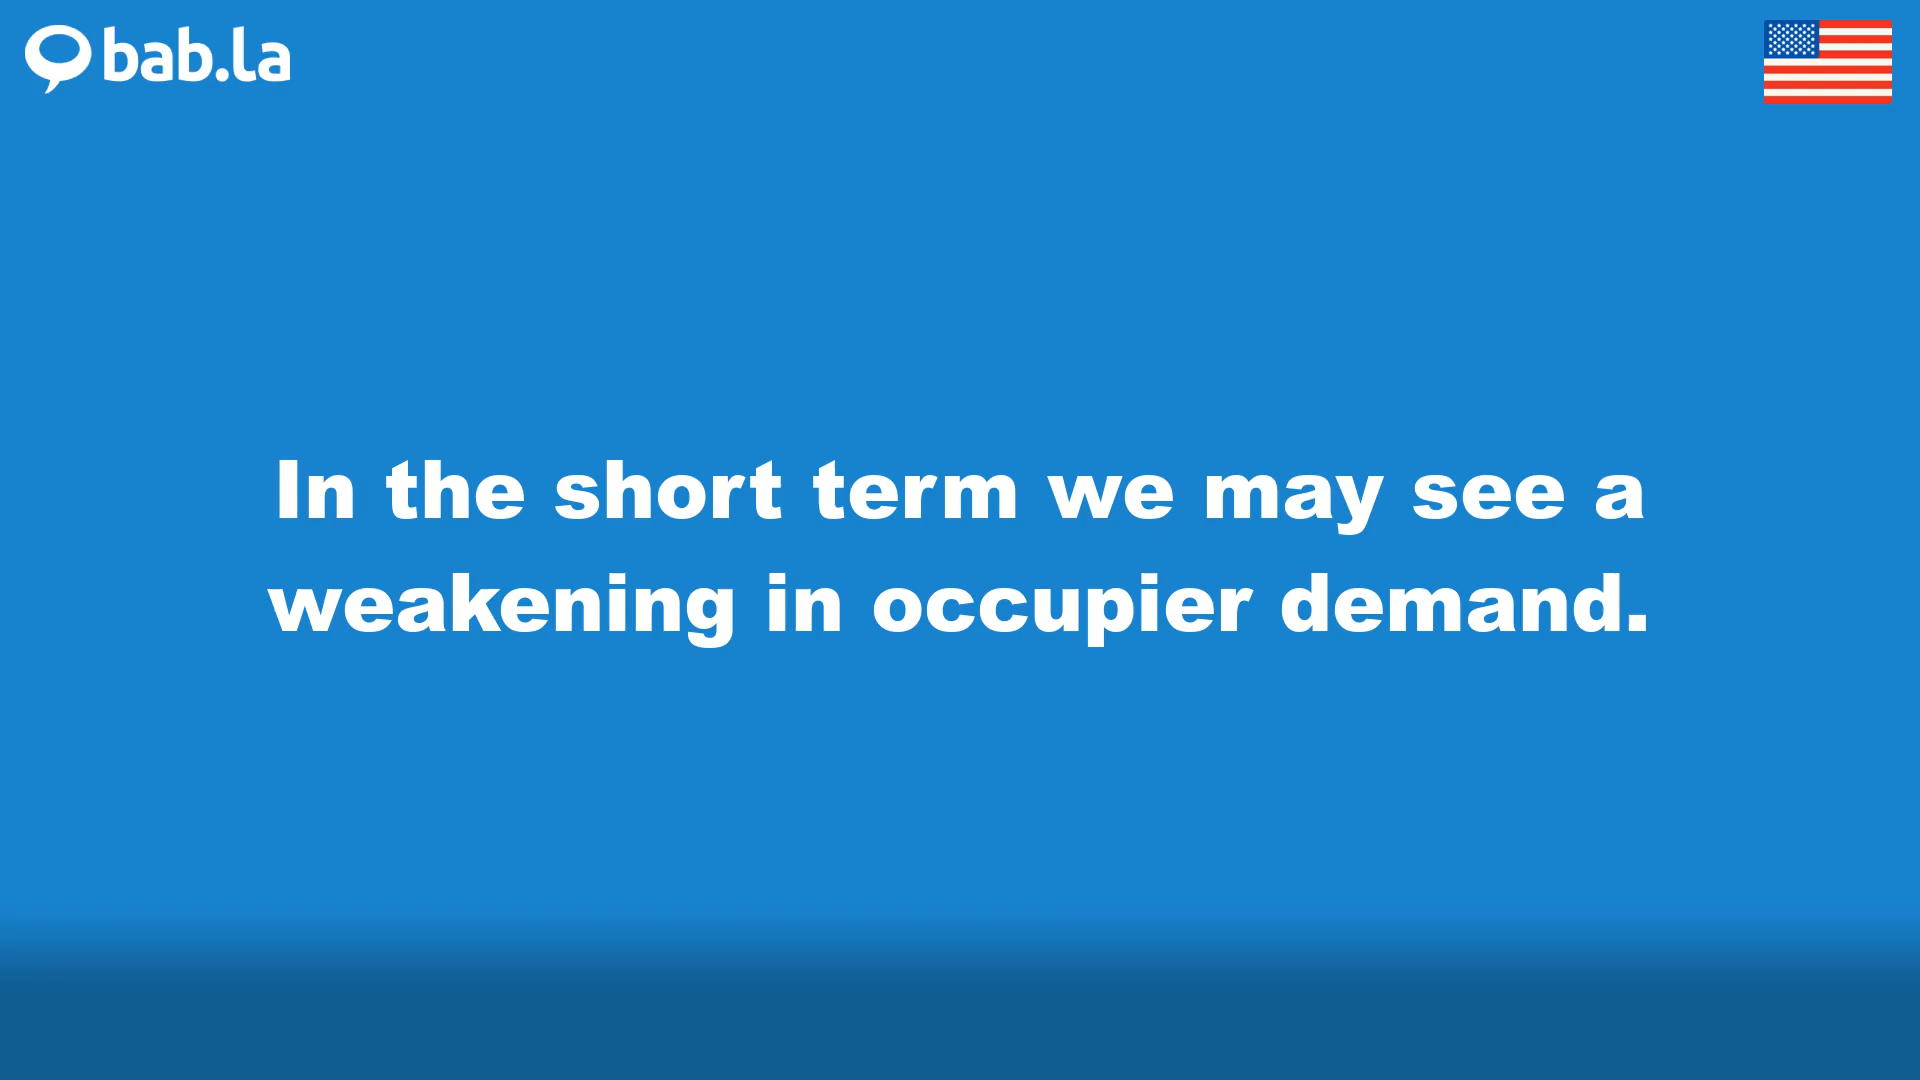 bab.la
In the short term we may see a
weakening in occupier demand.